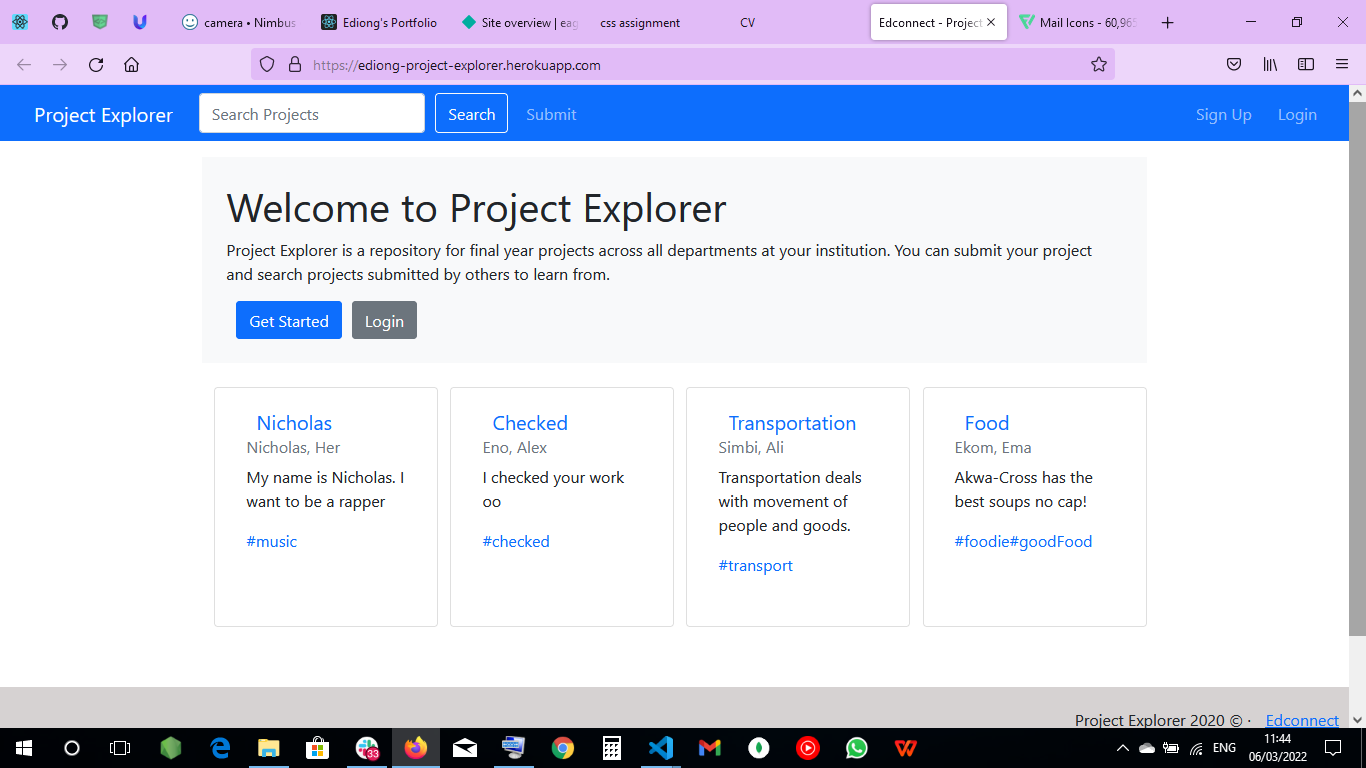 camera - Nimbus
Ediong's Portfolio
Site overview | eag
css assignment
CV
Edconnect - Project
Mail Icons - 60,965
https://ediong-project-explorer.herokuapp.com
Project Explorer
Search Projects
Search
Submit
Sign Up
Login
Welcome to Project Explorer
Project Explorer is a repository for final year projects across all departments at your institution. You can submit your project
and search projects submitted by others to learn from.
Get Started
Login
Nicholas
Nicholas, Her
My name is Nicholas. I
want to be a rapper
#music
Checked
Eno, Alex
I checked your work
oo
#checked
Transportation
Simbi, Ali
Transportation deals
with movement of
people and goods.
#transport
Food
Ekom, Ema
Akwa-Cross has the
best soups no cap!
#foodie#goodFood
Project Explorer 2020 © · Edconnect
33
ENG
11:44
06/03/2022